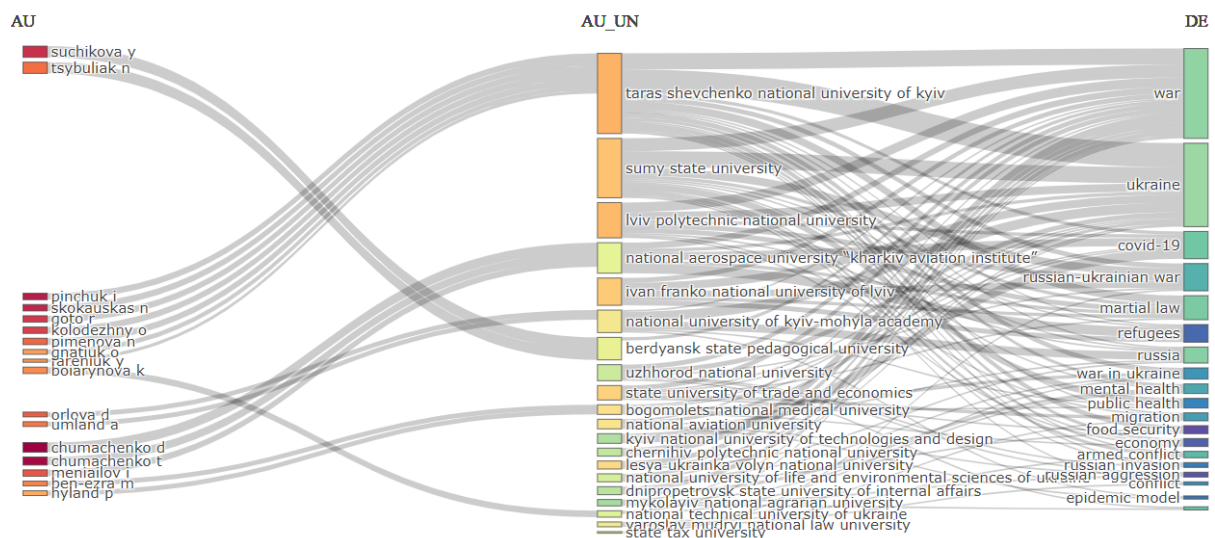 AU
AU_UN
DE
suchikova y
tsybuliak n
pinchuk i
skokauskas n
goto r
kolodezhny o
pimenova n
gnatiuk o
rareniuk v
boiarynova k
orlova d
umland a
chumachenko d
chumachenko t
meniailov i
ben-ezra m
hyland p
taras shevchenko national university of kyiv
sumy state university
lviv polytechnic national university
national aerospace university “kharkiv aviation institute”
ivan franko national university of lviv
national university of kyiv-mohyla academy
berdyansk state pedagogical university
uzhhorod national university
state university of trade and economics
bogomolets national medical university
national aviation university
kyiv national university of technologies and design
chernihiv polytechnic national university
lesya ukrainka volyn national university
national university of life and environmental sciences of ukraine
dnipropetrovsk state university of internal affairs
mykolayiv national agrarian university
national technical university of ukraine
yaroslav mudryi national law university
state tax university
war
ukraine
covid-19
russian-ukrainian war
martial law
refugees
russia
war in ukraine
mental health
public health
migration
food security
economy
armed conflict
russian invasion
russian aggression
conflict
epidemic model